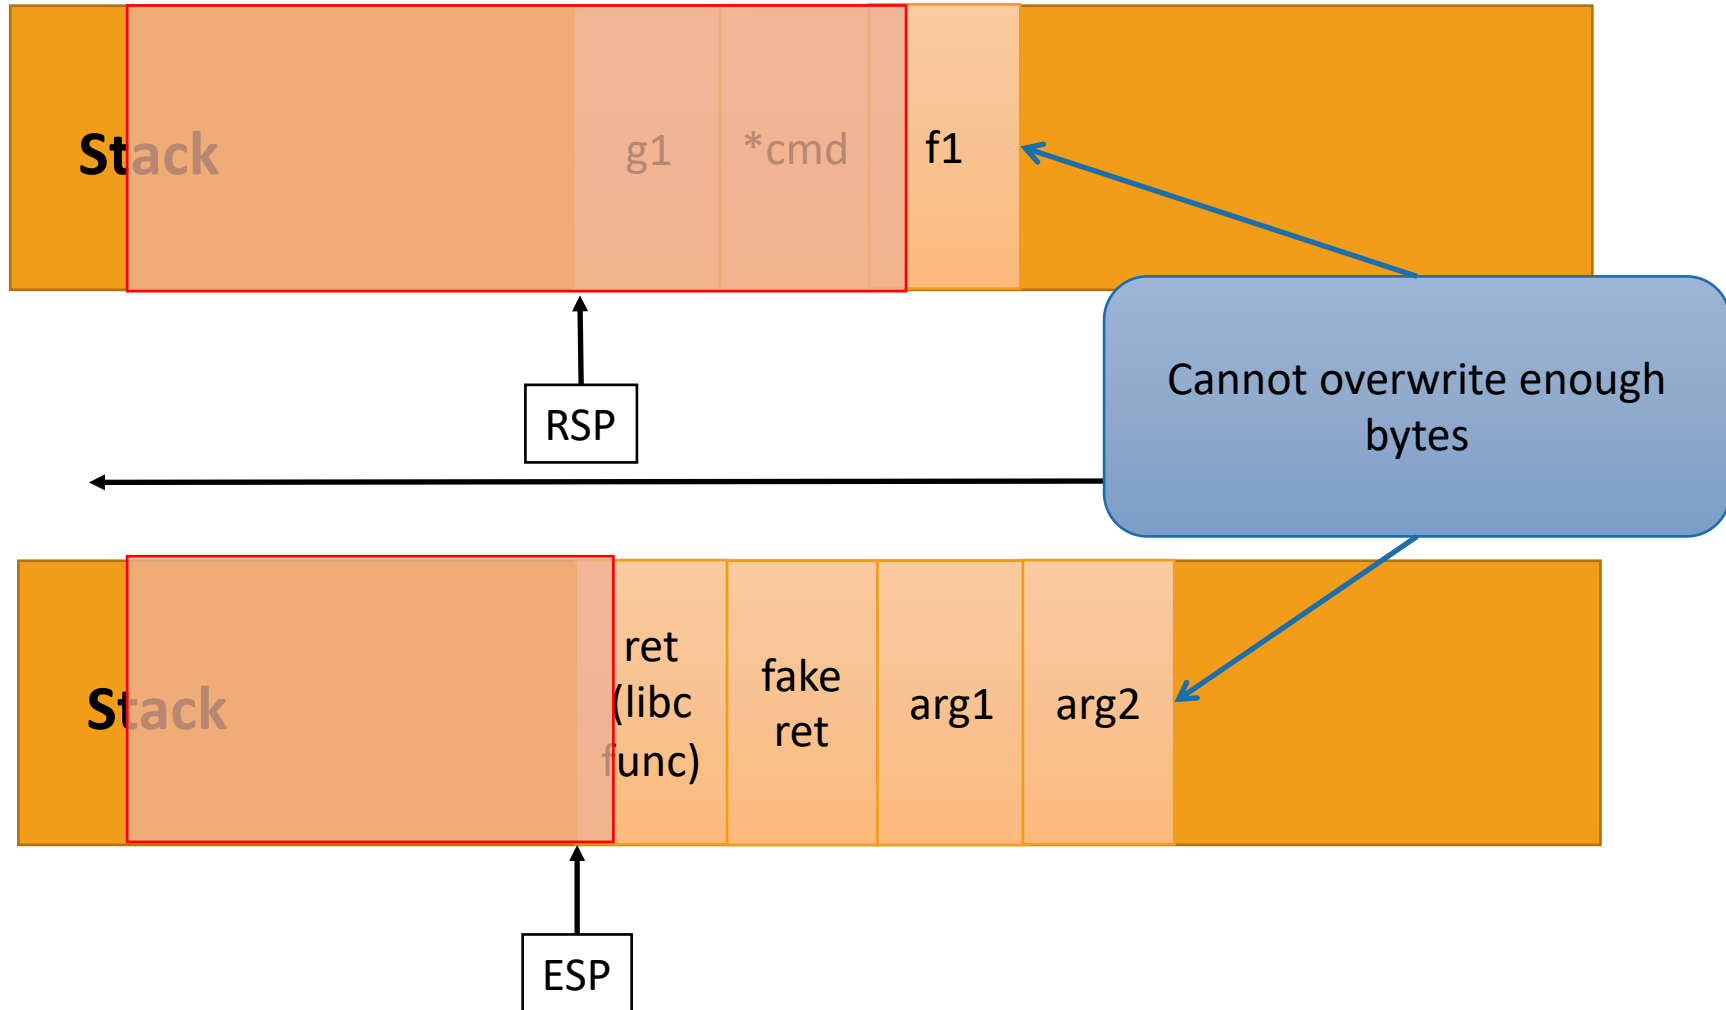 Stack
g1
*cmd
f1
RSP
Cannot overwrite enough
bytes
Stack
ret
(libc
func)
fake
ret
arg1
arg2
ESP